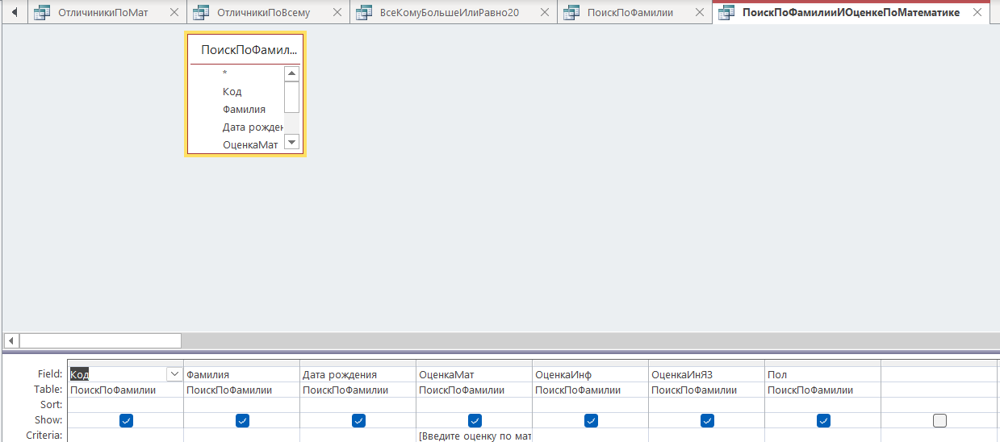 ОтличиникиПоМат ОтличникиПоВсему ВсеКомуБольшеИлиРавно20 ПоискПоФамилии ПоискПоФамилииИОценкеПоМатематике
ПоискПоФамил...
*
Код
Фамилия
Дата рожден
ОценкаМат
Field: Код Фамилия Дата рождения ОценкаМат ОценкаИнф ОценкаИнЯЗ Пол
Table: ПоискПоФамилии ПоискПоФамилии ПоискПоФамилии ПоискПоФамилии ПоискПоФамилии ПоискПоФамилии ПоискПоФамилии
Sort:
Show:
Criteria: [Введите оценку по мат